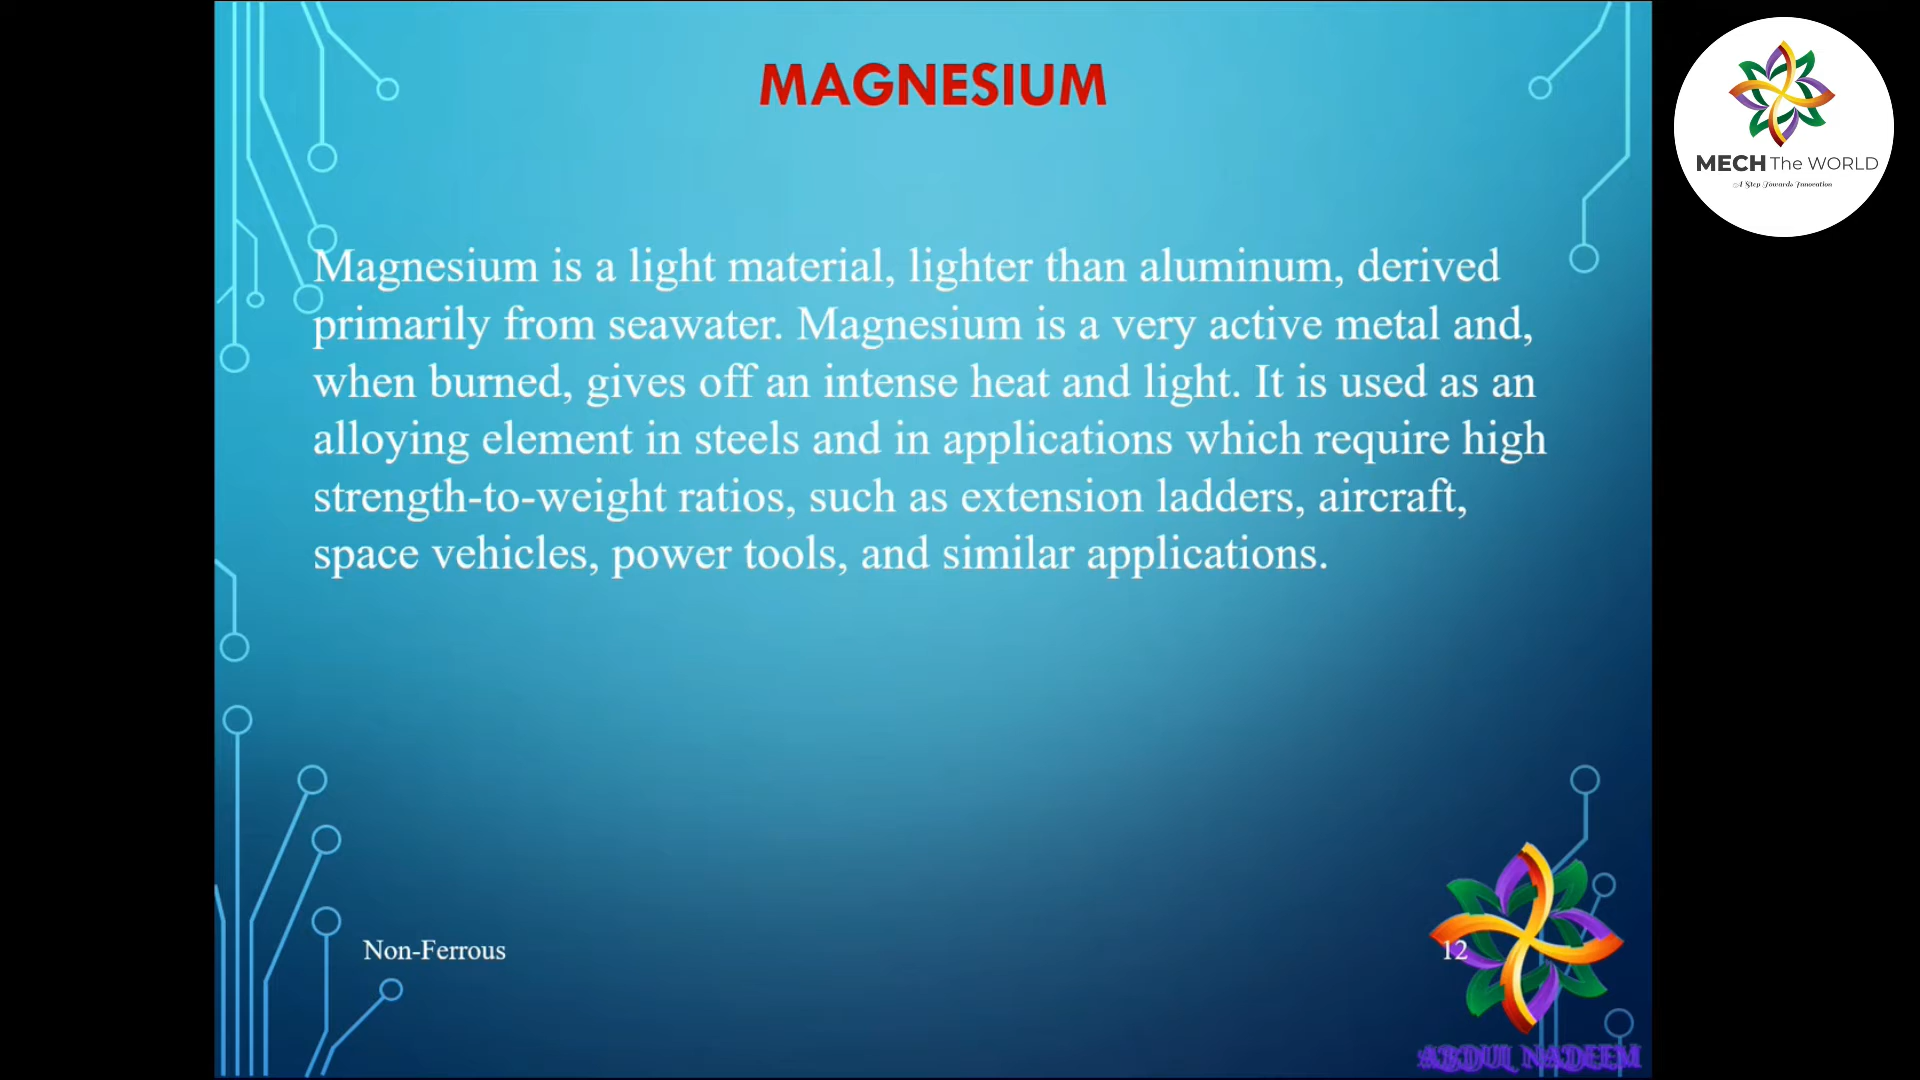 MAGNESIUM
MECH The WORLD
A Step Towards Innovation
Magnesium is a light material, lighter than aluminum, derived
primarily from seawater. Magnesium is a very active metal and,
when burned, gives off an intense heat and light. It is used as an
alloying element in steels and in applications which require high
strength-to-weight ratios, such as extension ladders, aircraft,
space vehicles, power tools, and similar applications.
Non-Ferrous
12
ABDUL NADEEM